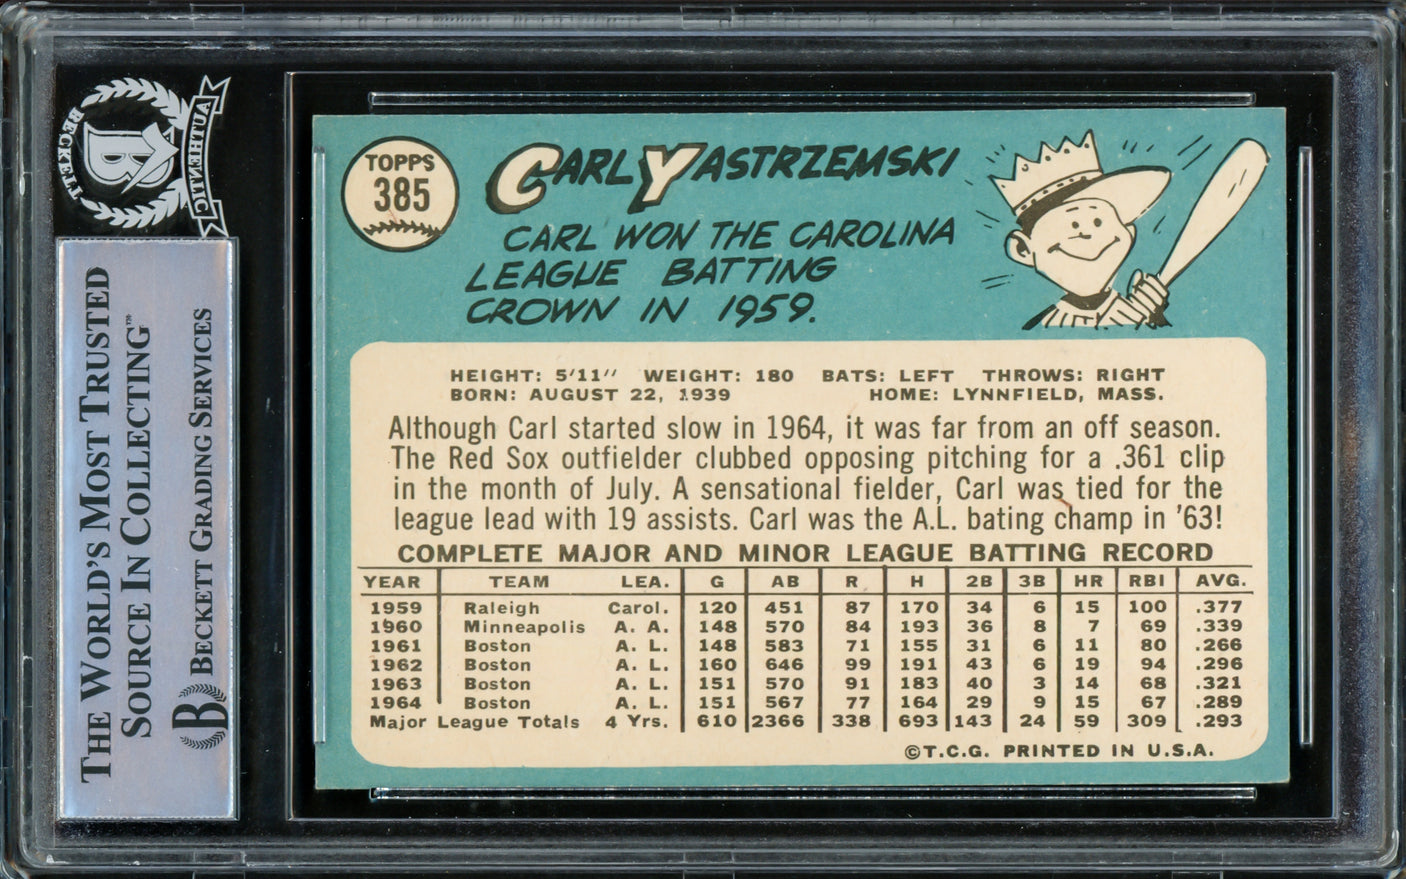 BECKETT
AUTHENTIC
B
THE WORLD'S MOST TRUSTED
SOURCE IN COLLECTING™
B BECKETT GRADING SERVICES
TOPPS
385
CARL YASTRZEMSKI
CARL WON THE CAROLINA
LEAGUE BATTING
CROWN IN 1959.
HEIGHT: 5'11" WEIGHT: 180 BATS: LEFT THROWS: RIGHT
BORN: AUGUST 22, 1939 HOME: LYNNFIELD, MASS.
Although Carl started slow in 1964, it was far from an off season.
The Red Sox outfielder clubbed opposing pitching for a .361 clip
in the month of July. A sensational fielder, Carl was tied for the
league lead with 19 assists. Carl was the A.L. bating champ in '63!
COMPLETE MAJOR AND MINOR LEAGUE BATTING RECORD
YEAR TEAM LEA. G AB R H 2B 3B HR RBI AVG.
1959 Raleigh Carol. 120 451 87 170 34 6 15 100 .377
1960 Minneapolis A. A. 148 570 84 193 36 8 7 69 .339
1961 Boston A. L. 148 583 71 155 31 6 11 80 .266
1962 Boston A. L. 160 646 99 191 43 6 19 94 .296
1963 Boston A. L. 151 570 91 183 40 3 14 68 .321
1964 Boston A. L. 151 567 77 164 29 9 15 67 .289
Major League Totals 4 Yrs. 610 2366 338 693 143 24 59 309 .293
©T.C.G. PRINTED IN U.S.A.